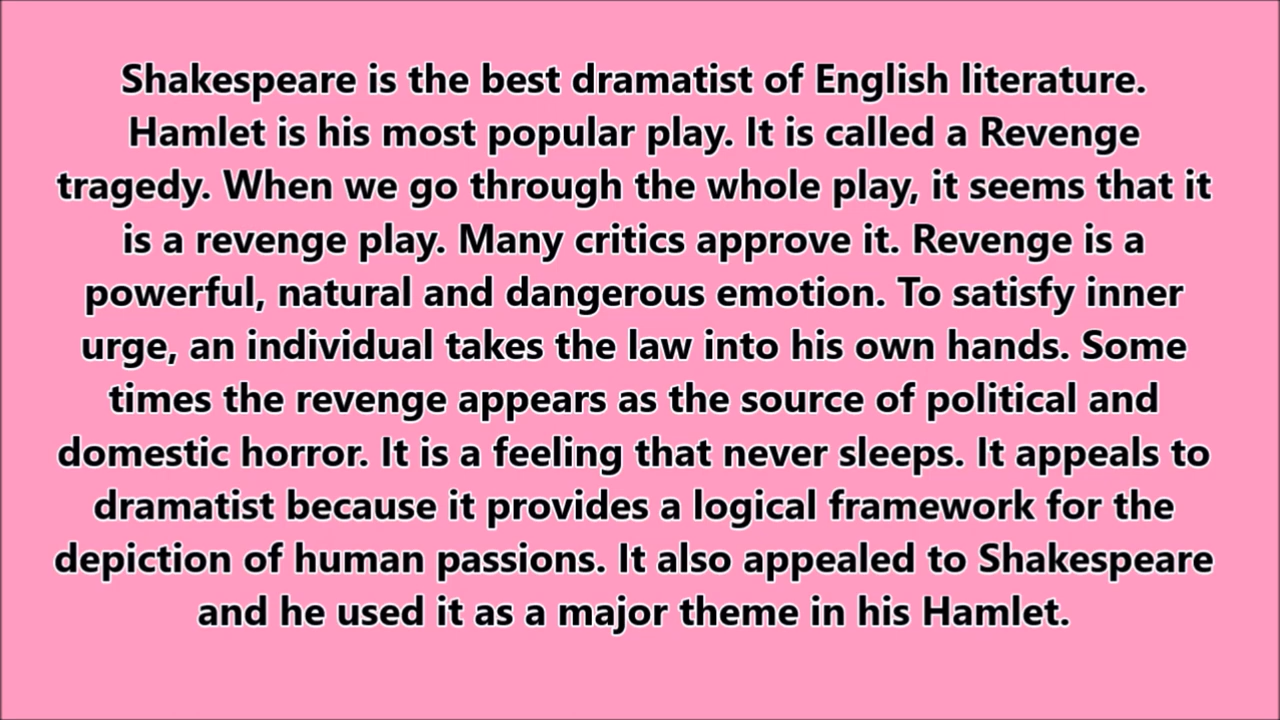 Shakespeare is the best dramatist of English literature.
Hamlet is his most popular play. It is called a Revenge
tragedy. When we go through the whole play, it seems that it
is a revenge play. Many critics approve it. Revenge is a
powerful, natural and dangerous emotion. To satisfy inner
urge, an individual takes the law into his own hands. Some
times the revenge appears as the source of political and
domestic horror. It is a feeling that never sleeps. It appeals to
dramatist because it provides a logical framework for the
depiction of human passions. It also appealed to Shakespeare
and he used it as a major theme in his Hamlet.